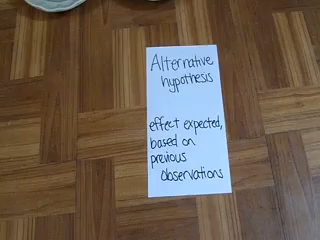 Alternative
hypothesis
effect expected,
based on
previous
observations